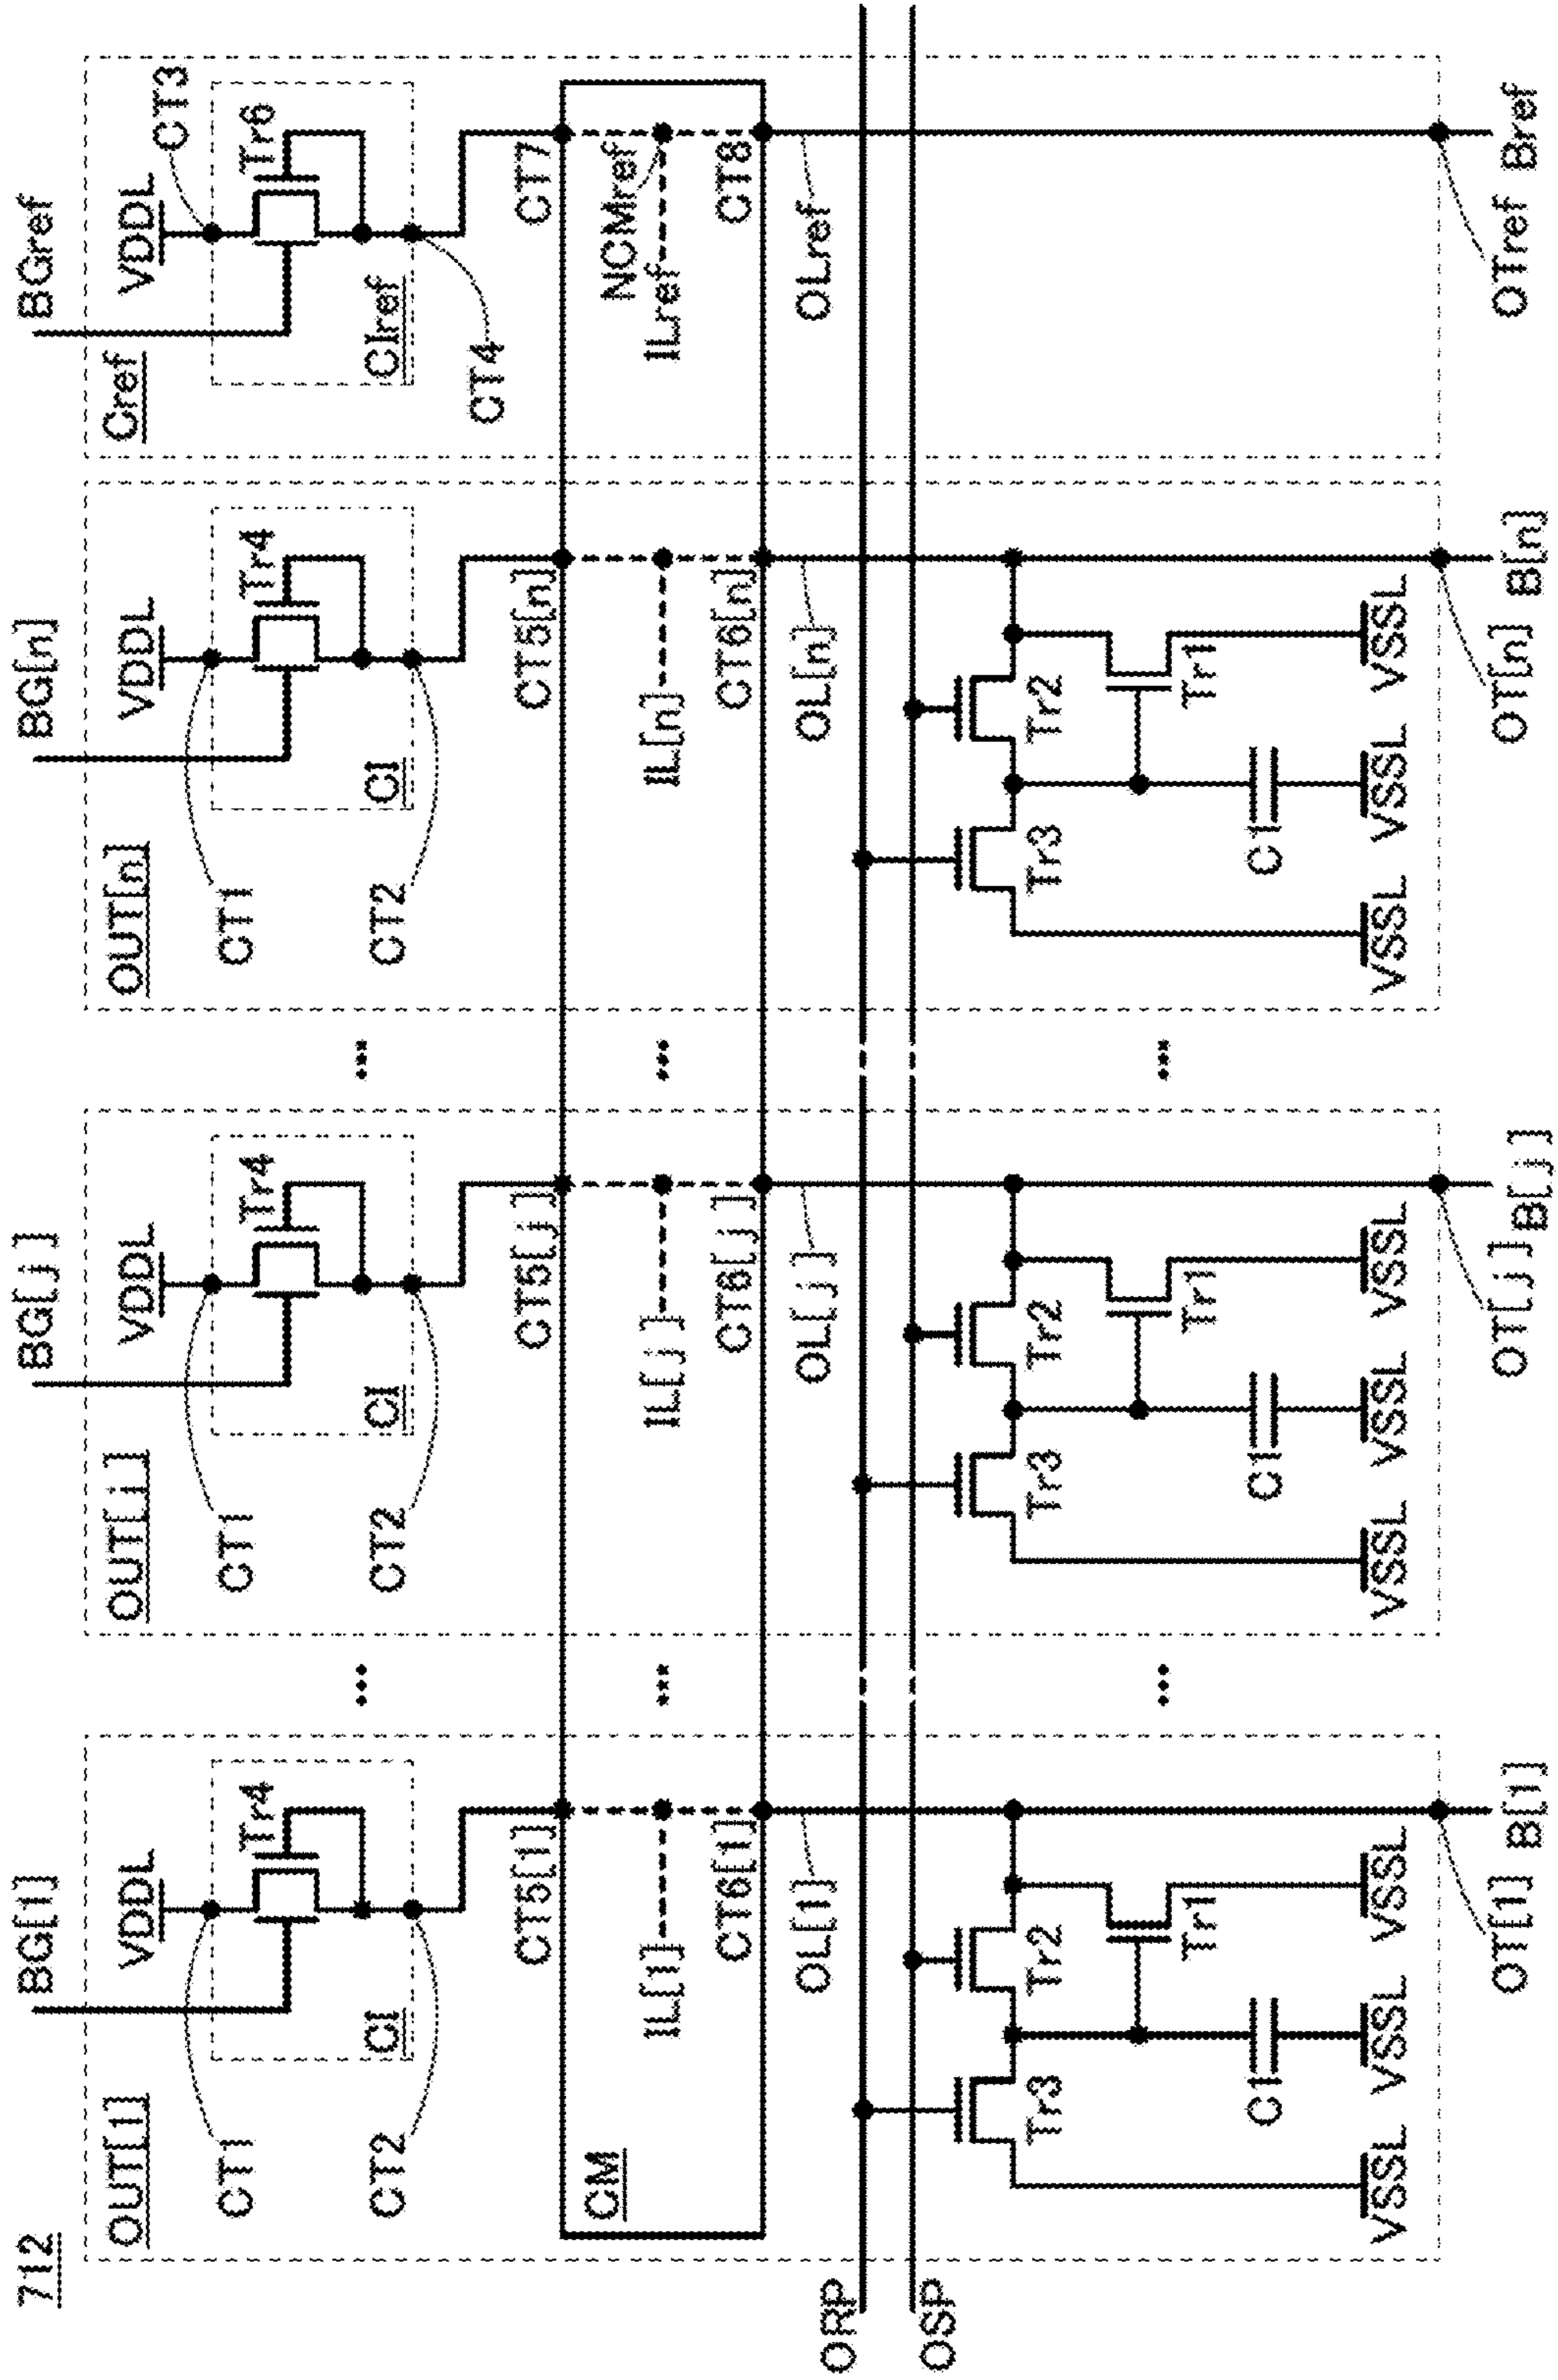 712
BG[1]
BG[j]
BG[n]
BGref
OUT[1]
VDDL
Tr4
CT1
CI
CT2
OUT[j]
VDDL
Tr4
CT1
CI
CT2
OUT[n]
VDDL
Tr4
CT1
CI
CT2
Cref
VDDL
CT3
Tr6
CIref
CT4
CM
CT5[1]
IL[1]
CT6[1]
CT5[j]
IL[j]
CT6[j]
CT5[n]
IL[n]
CT6[n]
CT7
NCMref
ILref
CT8
OL[1]
OL[j]
OL[n]
OLref
ORP
OSP
Tr3
Tr2
Tr1
C1
VSSL
VSSL
VSSL
Tr3
Tr2
Tr1
C1
VSSL
VSSL
VSSL
Tr3
Tr2
Tr1
C1
VSSL
VSSL
VSSL
OT[1]
B[1]
OT[j]
B[j]
OT[n]
B[n]
OTref
Bref